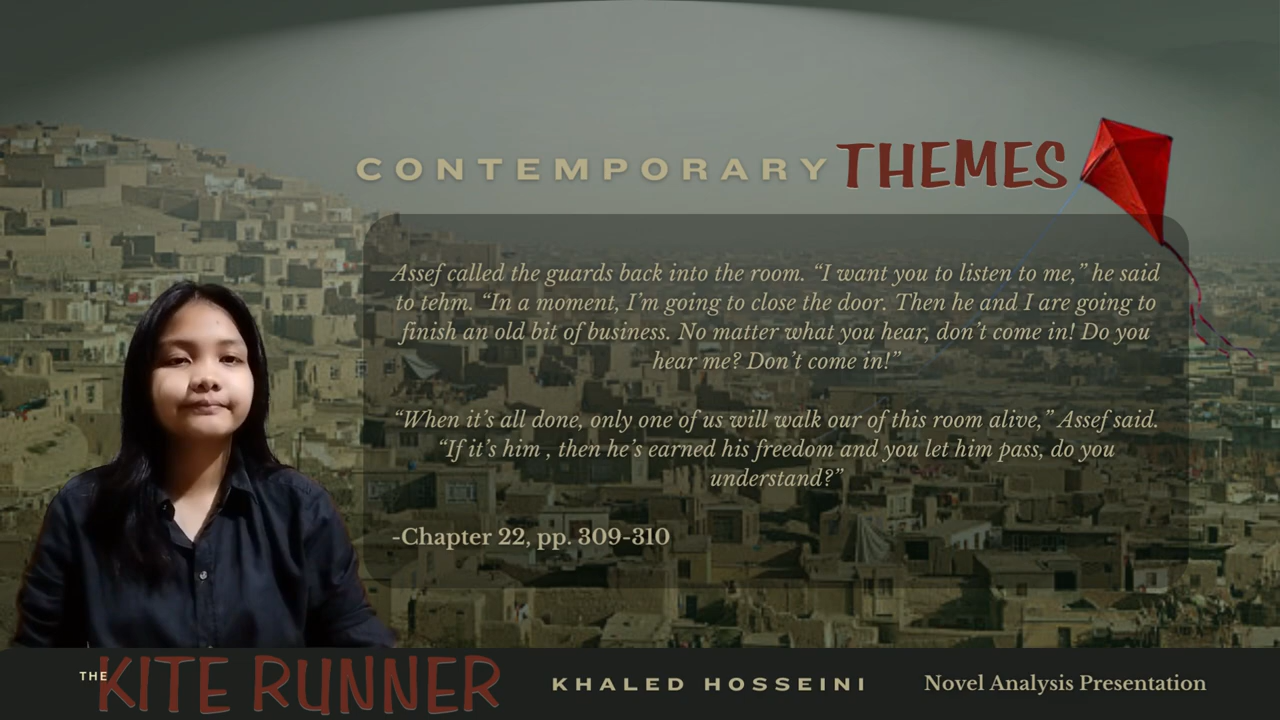 CONTEMPORARY THEMES
Assef called the guards back into the room. “I want you to listen to me,” he said
to tehm. “In a moment, I’m going to close the door. Then he and I are going to
finish an old bit of business. No matter what you hear, don’t come in! Do you
hear me? Don’t come in!”
“When it’s all done, only one of us will walk our of this room alive,” Assef said.
“If it’s him , then he’s earned his freedom and you let him pass, do you
understand?”
-Chapter 22, pp. 309-310
THE KITE RUNNER
KHALED HOSSEINI
Novel Analysis Presentation